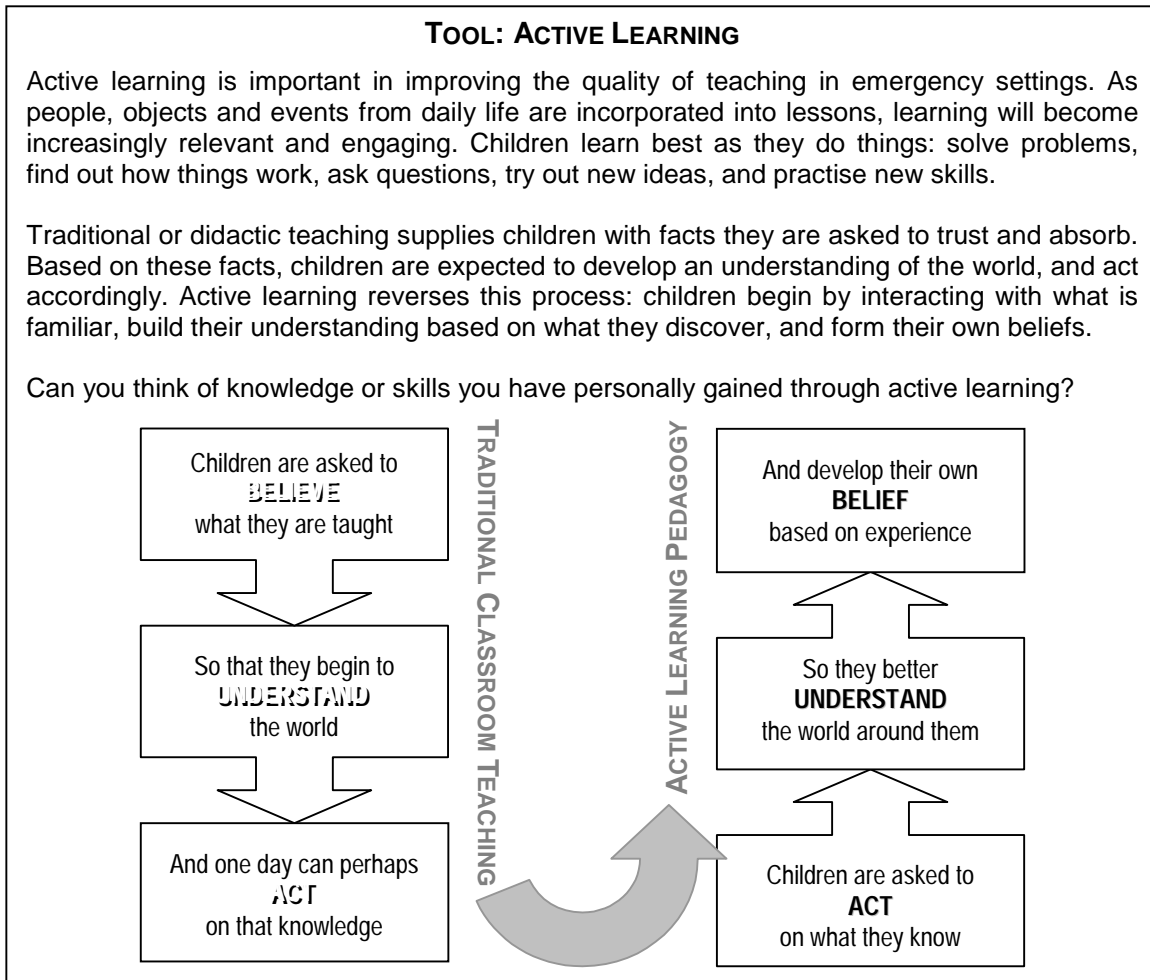 TOOL: ACTIVE LEARNING
Active learning is important in improving the quality of teaching in emergency settings. As
people, objects and events from daily life are incorporated into lessons, learning will become
increasingly relevant and engaging. Children learn best as they do things: solve problems,
find out how things work, ask questions, try out new ideas, and practise new skills.
Traditional or didactic teaching supplies children with facts they are asked to trust and absorb.
Based on these facts, children are expected to develop an understanding of the world, and act
accordingly. Active learning reverses this process: children begin by interacting with what is
familiar, build their understanding based on what they discover, and form their own beliefs.
Can you think of knowledge or skills you have personally gained through active learning?
Children are asked to
BELIEVE
what they are taught
So that they begin to
UNDERSTAND
the world
And one day can perhaps
ACT
on that knowledge
TRADITIONAL CLASSROOM TEACHING
ACTIVE LEARNING PEDAGOGY
And develop their own
BELIEF
based on experience
So they better
UNDERSTAND
the world around them
Children are asked to
ACT
on what they know